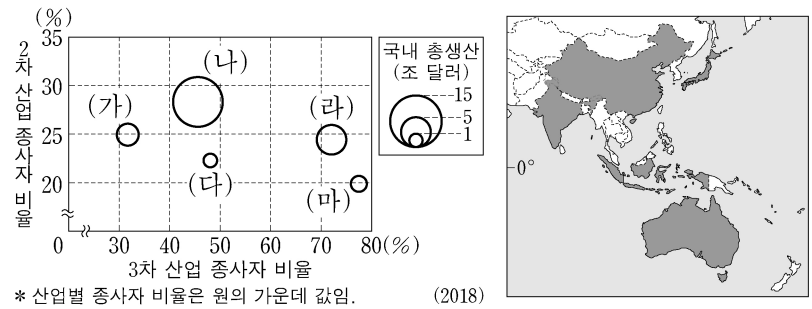 (%)
2차 산업 종사자 비율
35
30
25
20
0
30
40
50
60
70
80(%)
3차 산업 종사자 비율
(가)
(나)
(다)
(라)
(마)
국내 총생산
(조 달러)
15
5
1
* 산업별 종사자 비율은 원의 가운데 값임.
(2018)
0°